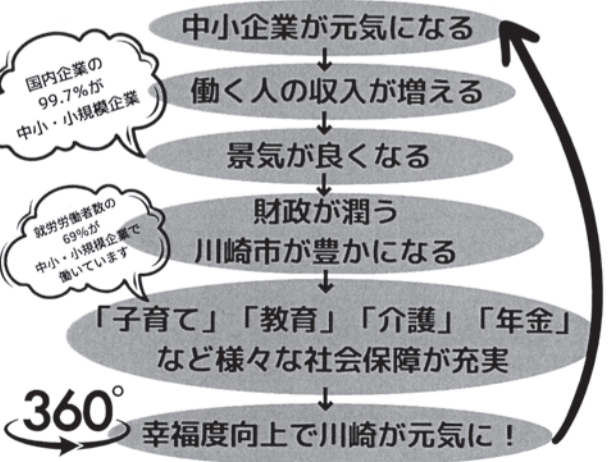 中小企業が元気になる
国内企業の
99.7%が
中小・小規模企業
働く人の収入が増える
景気が良くなる
就労労働者数の
69%が
中小・小規模企業で
働いています
財政が潤う
川崎市が豊かになる
「子育て」「教育」「介護」「年金」
など様々な社会保障が充実
360°
幸福度向上で川崎が元気に！